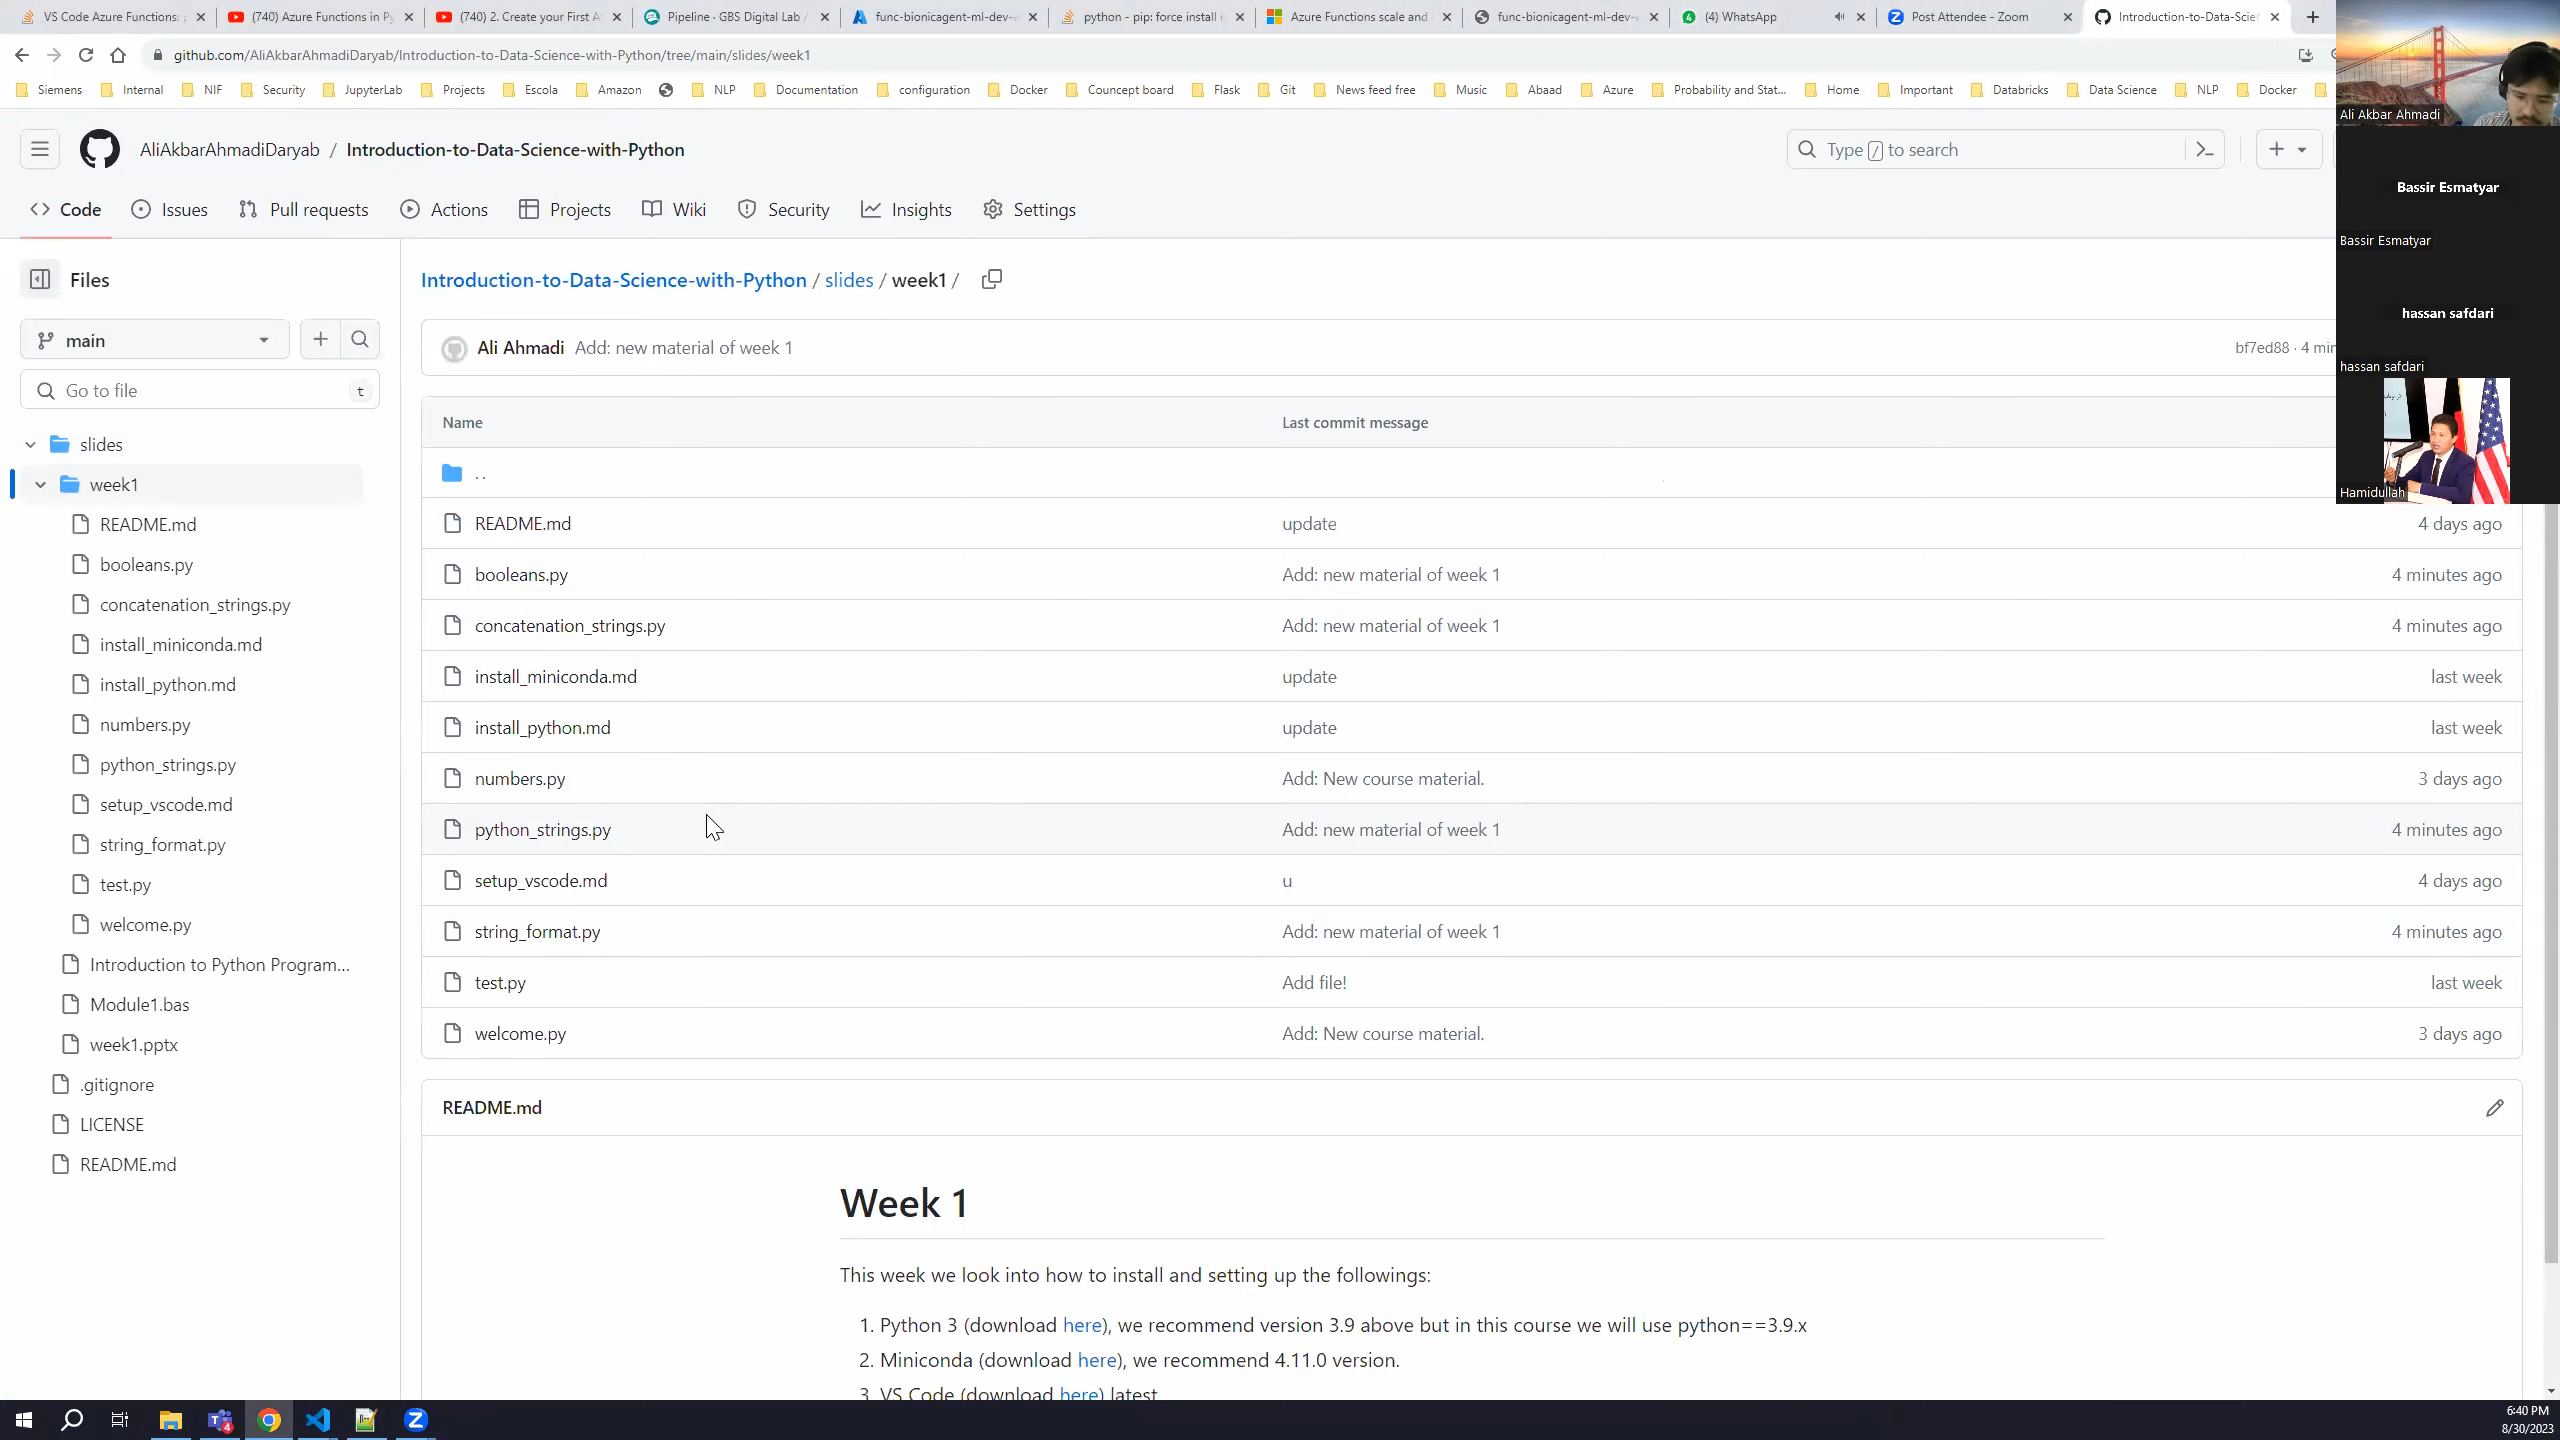 VS Code Azure Functions:
(740) Azure Functions in Py
(740) 2. Create your First A
Pipeline · GBS Digital Lab
func-bionicagent-ml-dev-
python - pip: force install i
Azure Functions scale and
func-bionicagent-ml-dev-
(4) WhatsApp
Post Attendee - Zoom
Introduction-to-Data-Scie
github.com/AliAkbarAhmadiDaryab/Introduction-to-Data-Science-with-Python/tree/main/slides/week1
Siemens Internal NIF Security JupyterLab Projects Escola Amazon NLP Documentation configuration Docker Councept board Flask Git News feed free Music Abaad Azure Probability and Stat... Home Important Databricks Data Science NLP Docker
Ali Akbar Ahmadi
AliAkbarAhmadiDaryab / Introduction-to-Data-Science-with-Python
Type / to search
Bassir Esmatyar
Bassir Esmatyar
Code Issues Pull requests Actions Projects Wiki Security Insights Settings
hassan safdari
hassan safdari
Hamidullah
Files
main
Go to file
t
slides
week1
README.md
booleans.py
concatenation_strings.py
install_miniconda.md
install_python.md
numbers.py
python_strings.py
setup_vscode.md
string_format.py
test.py
welcome.py
Introduction to Python Program...
Module1.bas
week1.pptx
.gitignore
LICENSE
README.md
Introduction-to-Data-Science-with-Python / slides / week1 /
Ali Ahmadi Add: new material of week 1 bf7ed88 · 4 min
Name Last commit message
..
README.md update 4 days ago
booleans.py Add: new material of week 1 4 minutes ago
concatenation_strings.py Add: new material of week 1 4 minutes ago
install_miniconda.md update last week
install_python.md update last week
numbers.py Add: New course material. 3 days ago
python_strings.py Add: new material of week 1 4 minutes ago
setup_vscode.md u 4 days ago
string_format.py Add: new material of week 1 4 minutes ago
test.py Add file! last week
welcome.py Add: New course material. 3 days ago
README.md
Week 1
This week we look into how to install and setting up the followings:
1. Python 3 (download here), we recommend version 3.9 above but in this course we will use python==3.9.x
2. Miniconda (download here), we recommend 4.11.0 version.
3. VS Code (download here) latest
6:40 PM
8/30/2023